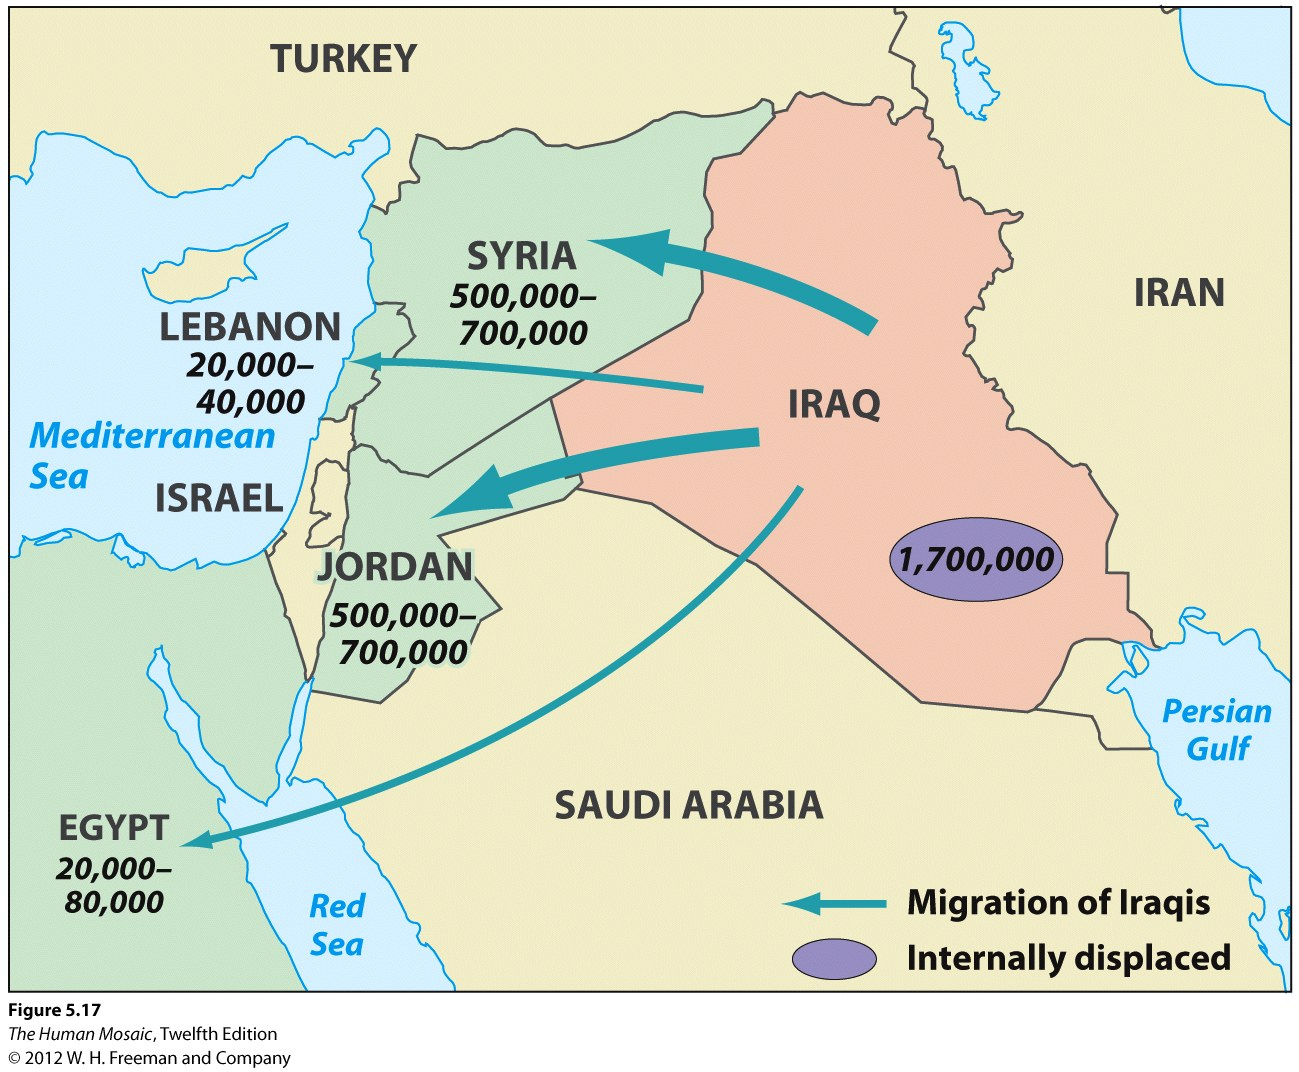 TURKEY
SYRIA
500,000–
700,000
IRAN
LEBANON
20,000–
40,000
IRAQ
Mediterranean
Sea
ISRAEL
JORDAN
500,000–
700,000
1,700,000
Persian
Gulf
SAUDI ARABIA
EGYPT
20,000–
80,000
Red
Sea
Migration of Iraqis
Internally displaced
Figure 5.17
The Human Mosaic, Twelfth Edition
© 2012 W. H. Freeman and Company